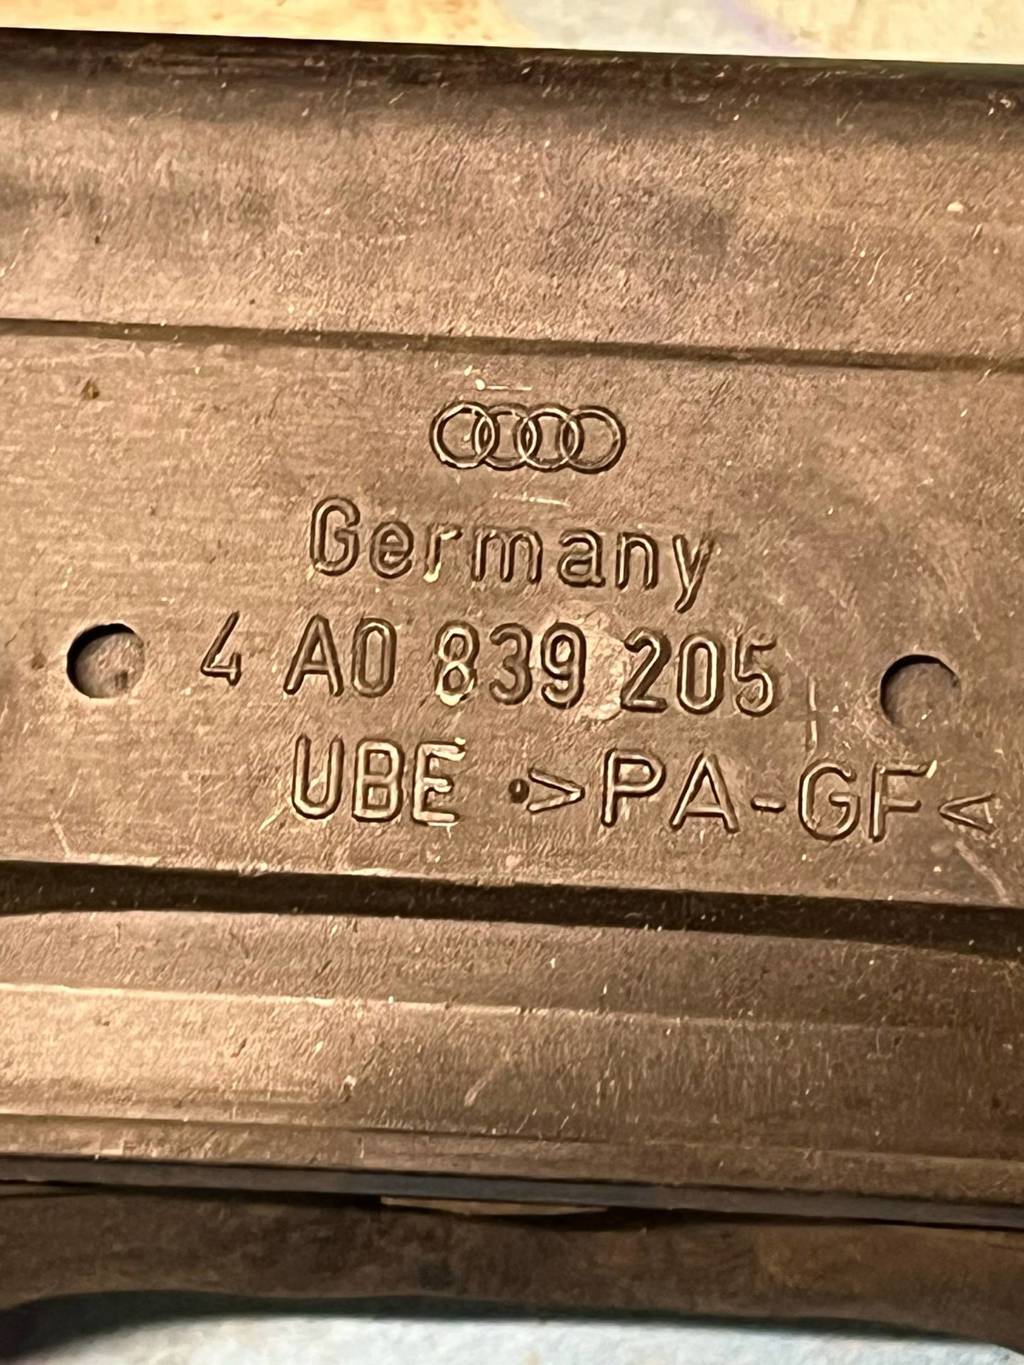 Germany
4 A0 839 205
UBE >PA-GF<